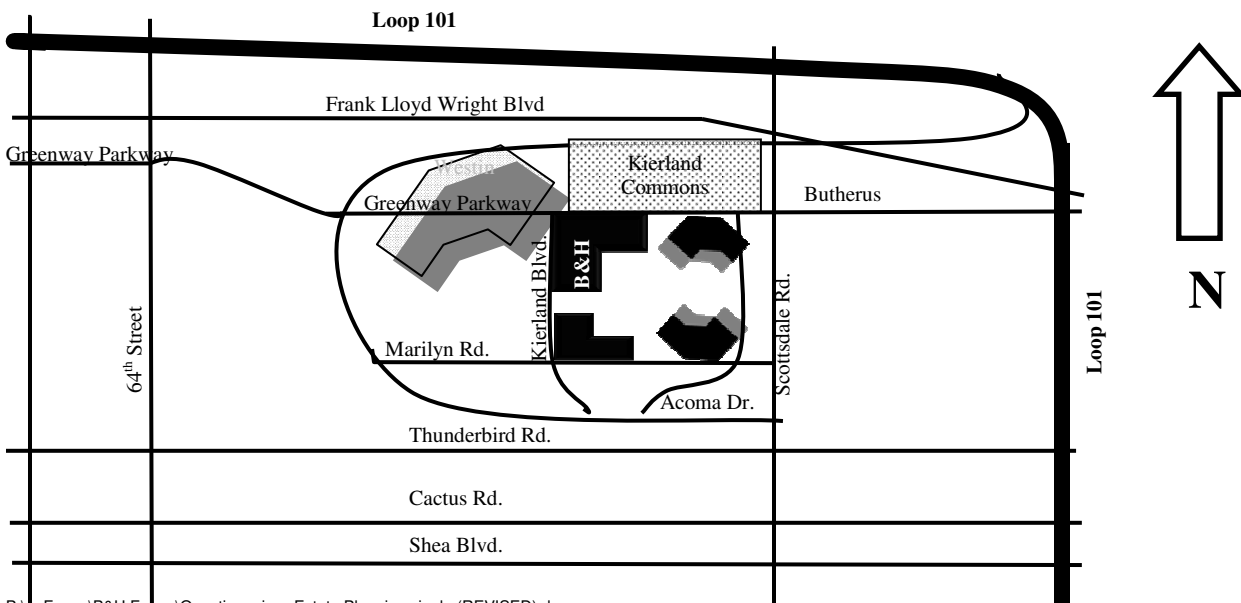 Loop 101
Frank Lloyd Wright Blvd
Greenway Parkway
Westin
Kierland
Commons
Greenway Parkway
Butherus
B&H
Kierland Blvd.
Scottsdale Rd.
N
Loop 101
64th Street
Marilyn Rd.
Acoma Dr.
Thunderbird Rd.
Cactus Rd.
Shea Blvd.